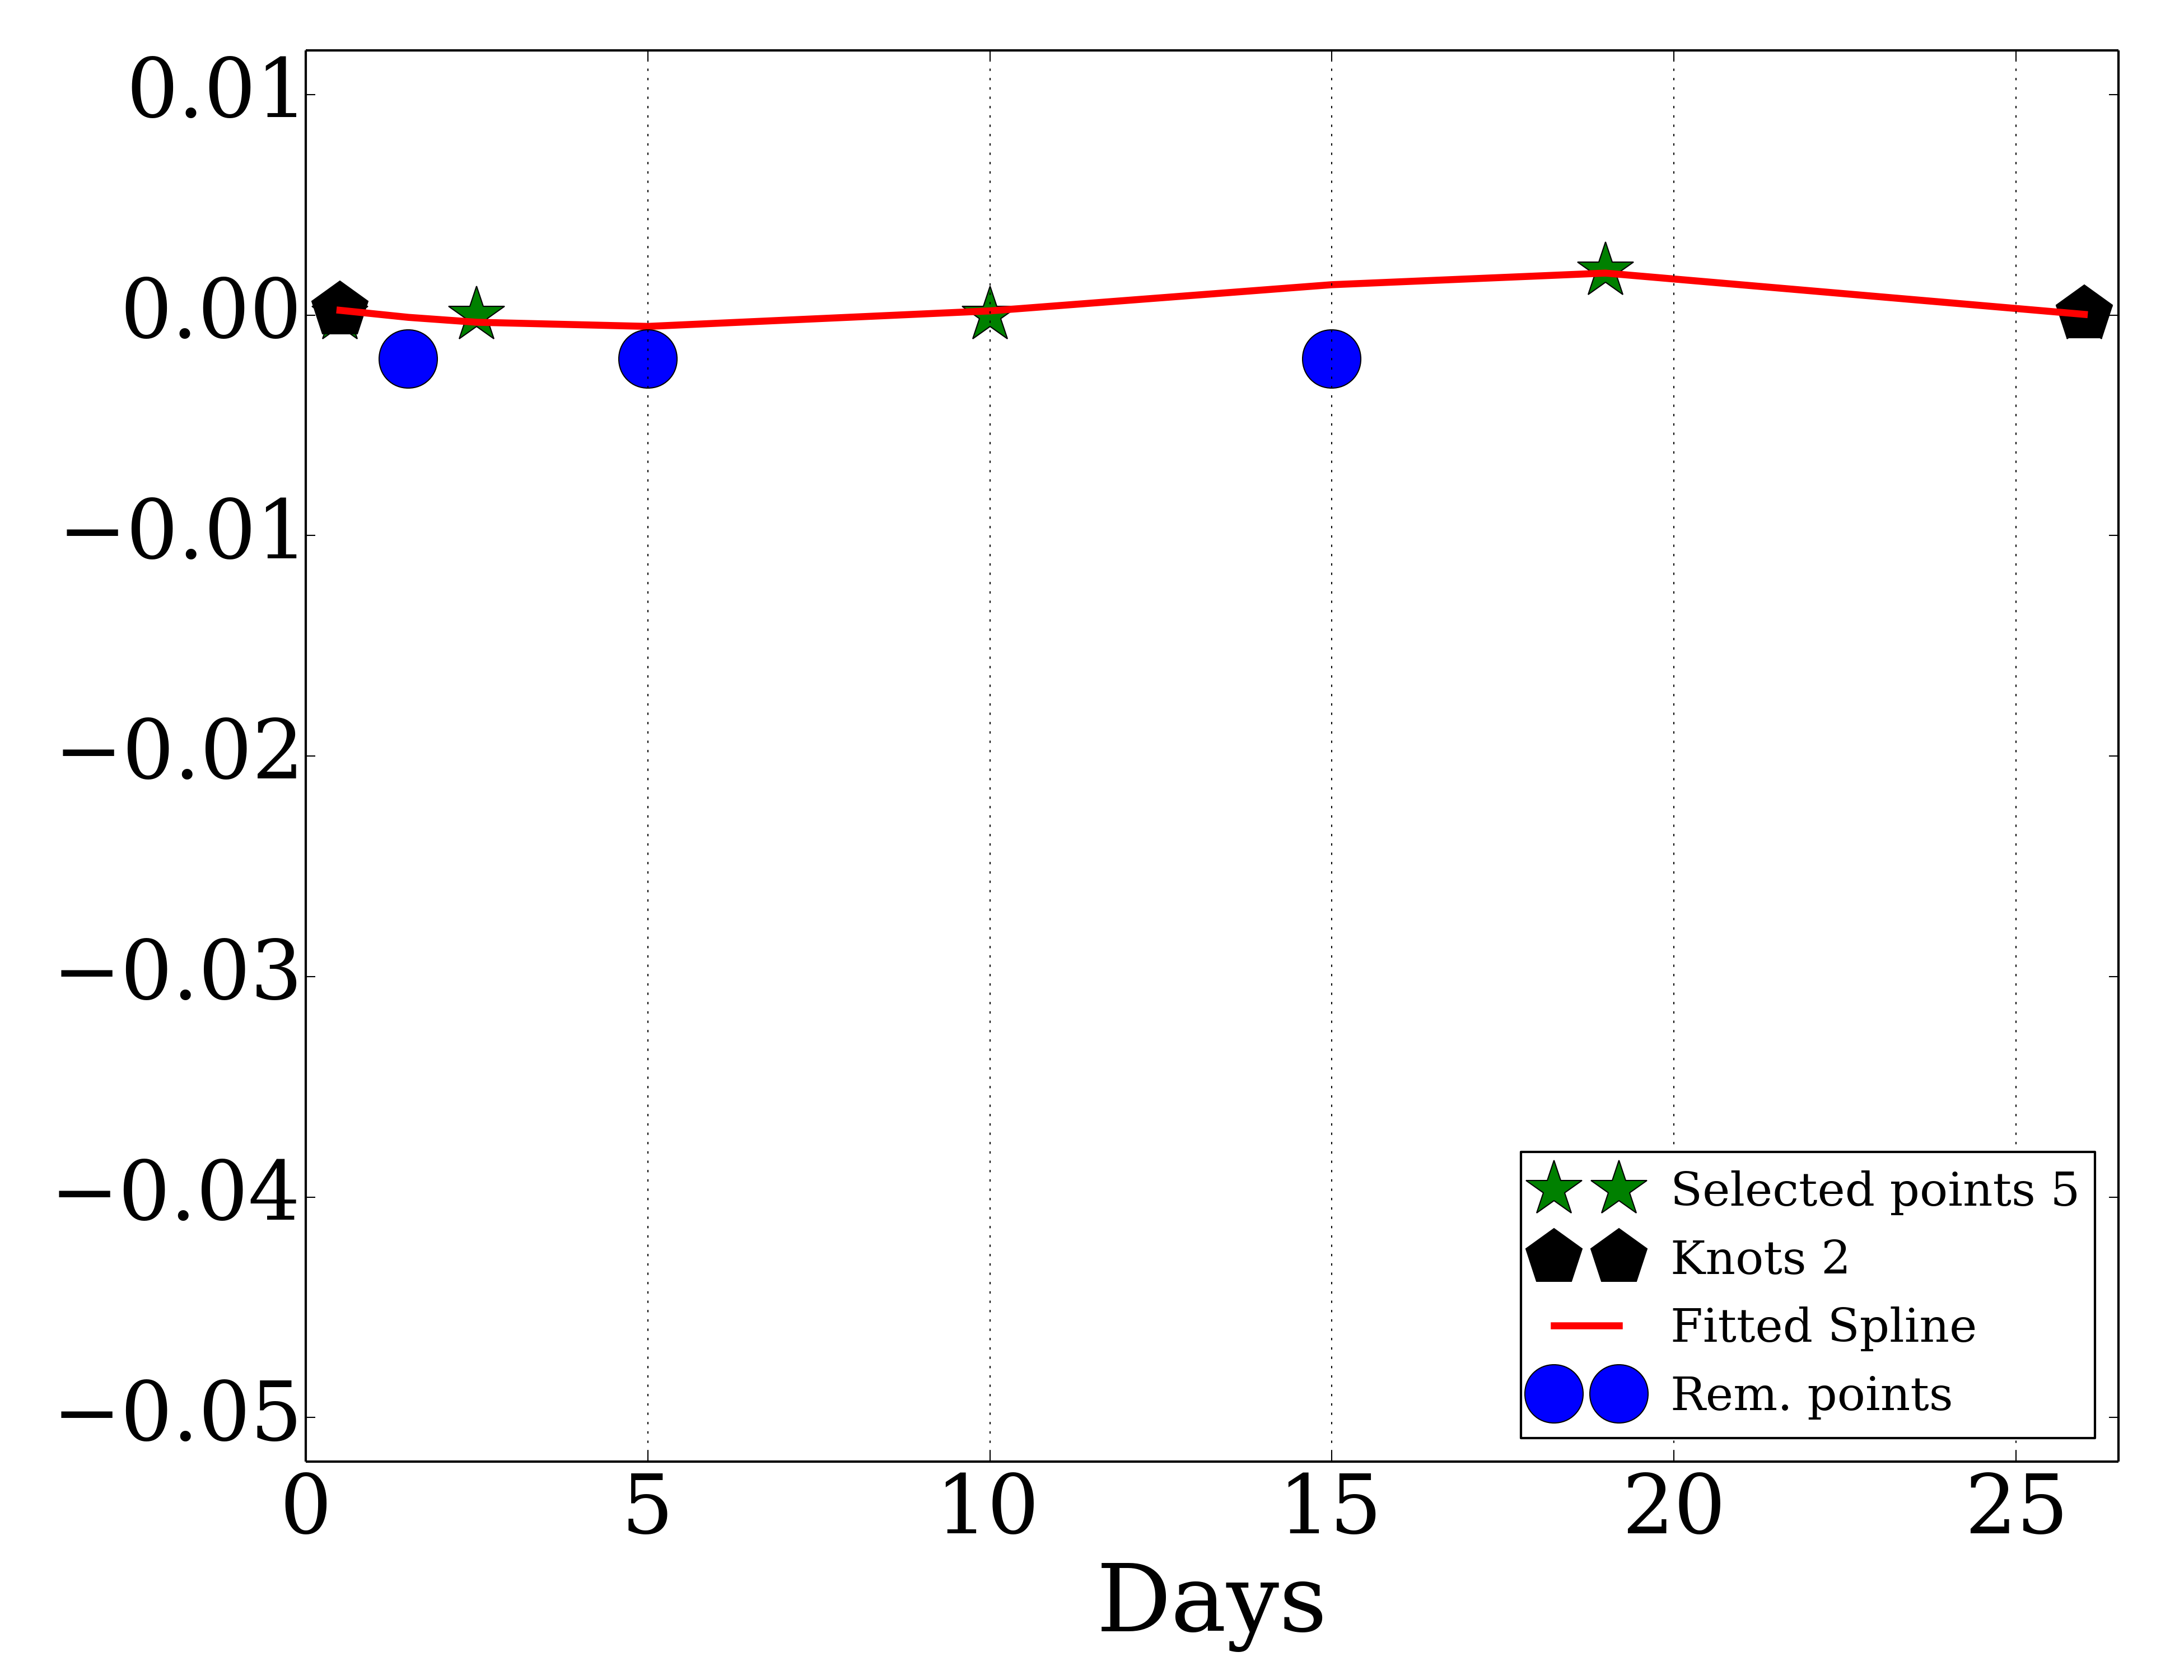 0.01
0.00
−0.01
−0.02
−0.03
−0.04
−0.05
Selected points 5
Knots 2
Fitted Spline
Rem. points
0 5 10 15 20 25
Days